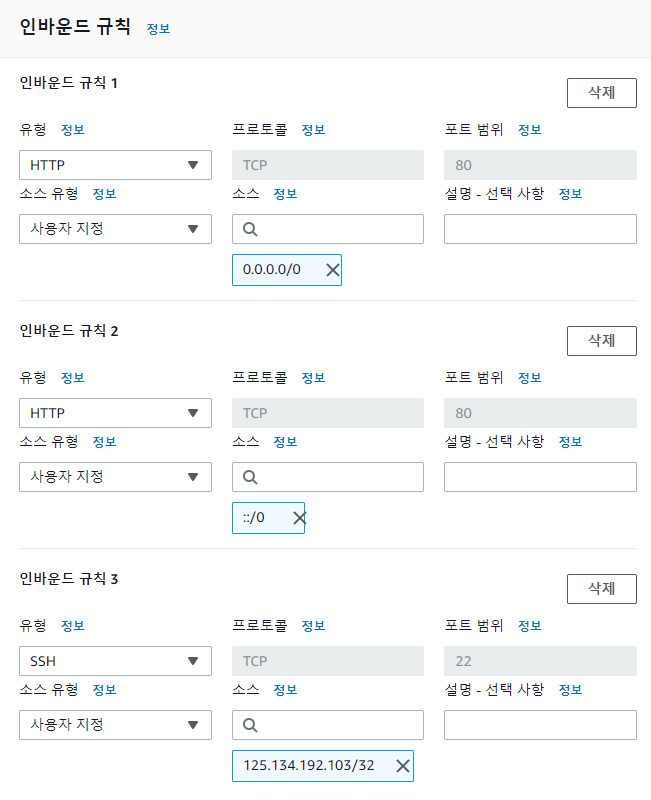 인바운드 규칙 정보
인바운드 규칙 1
삭제
유형 정보 프로토콜 정보 포트 범위 정보
HTTP TCP 80
소스 유형 정보 소스 정보 설명 - 선택 사항 정보
사용자 지정
0.0.0.0/0
인바운드 규칙 2
삭제
유형 정보 프로토콜 정보 포트 범위 정보
HTTP TCP 80
소스 유형 정보 소스 정보 설명 - 선택 사항 정보
사용자 지정
::/0
인바운드 규칙 3
삭제
유형 정보 프로토콜 정보 포트 범위 정보
SSH TCP 22
소스 유형 정보 소스 정보 설명 - 선택 사항 정보
사용자 지정
125.134.192.103/32